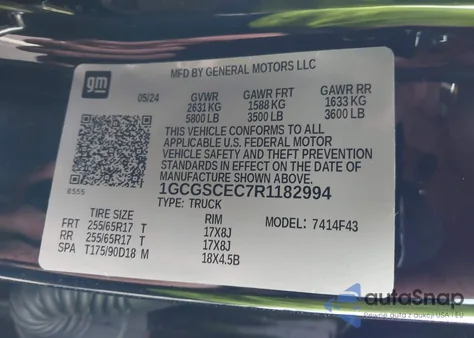 gm
MFD BY GENERAL MOTORS LLC
05/24
GVWR GAWR FRT GAWR RR
2631 KG 1588 KG 1633 KG
5800 LB 3500 LB 3600 LB
THIS VEHICLE CONFORMS TO ALL
APPLICABLE U.S. FEDERAL MOTOR
VEHICLE SAFETY AND THEFT PREVENTION
STANDARDS IN EFFECT ON THE DATE OF
MANUFACTURE SHOWN ABOVE.
6555
1GCGSCEC7R1182994
TYPE: TRUCK
TIRE SIZE RIM MODEL: 7414F43
FRT 255/65R17 T 17X8J
RR 255/65R17 T 17X8J
SPA T175/90D18 M 18X4.5B
autoSnap